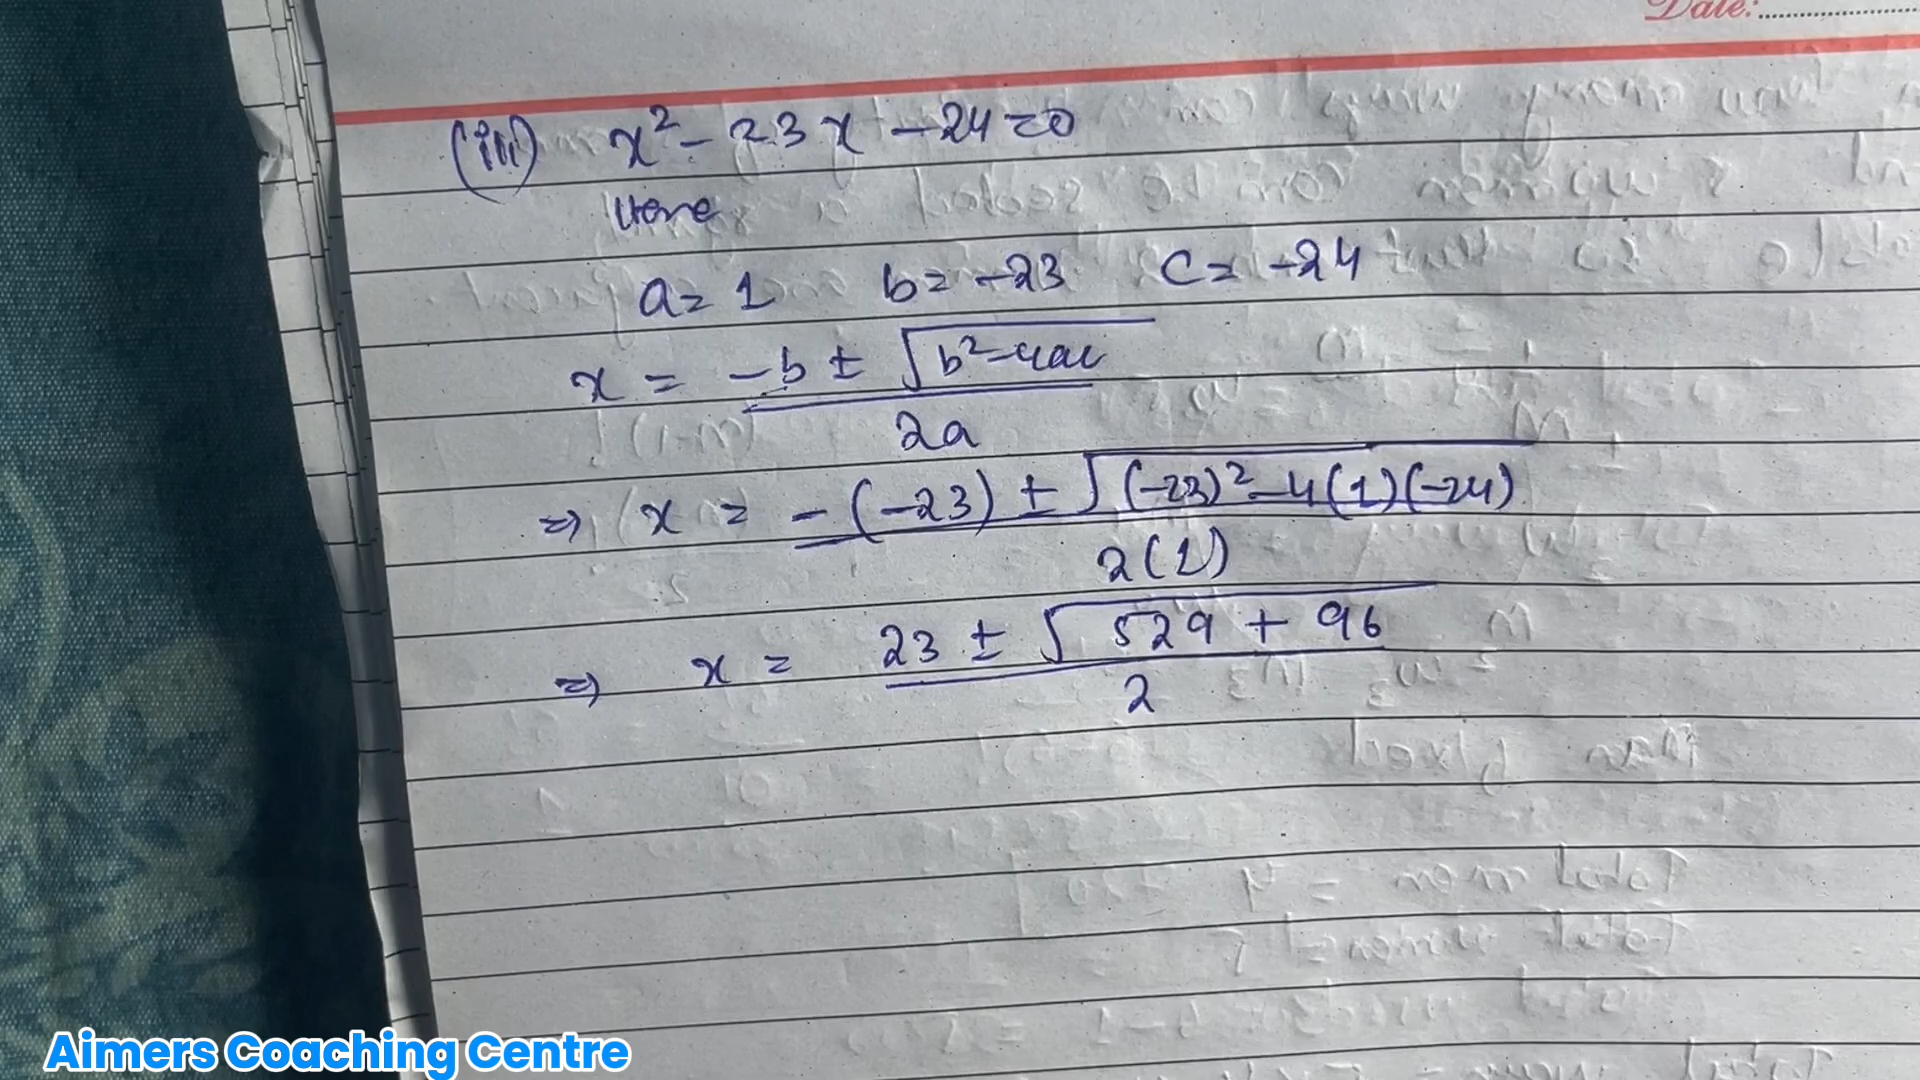 Date:
(iii) x² - 23x - 24 = 0
Here
a = 1 b = -23 c = -24
x = -b ± √b²-4ac
2a
⇒ x = -(-23) ± √(-23)² - 4(1)(-24)
2(1)
⇒ x = 23 ± √529 + 96
2
Aimers Coaching Centre